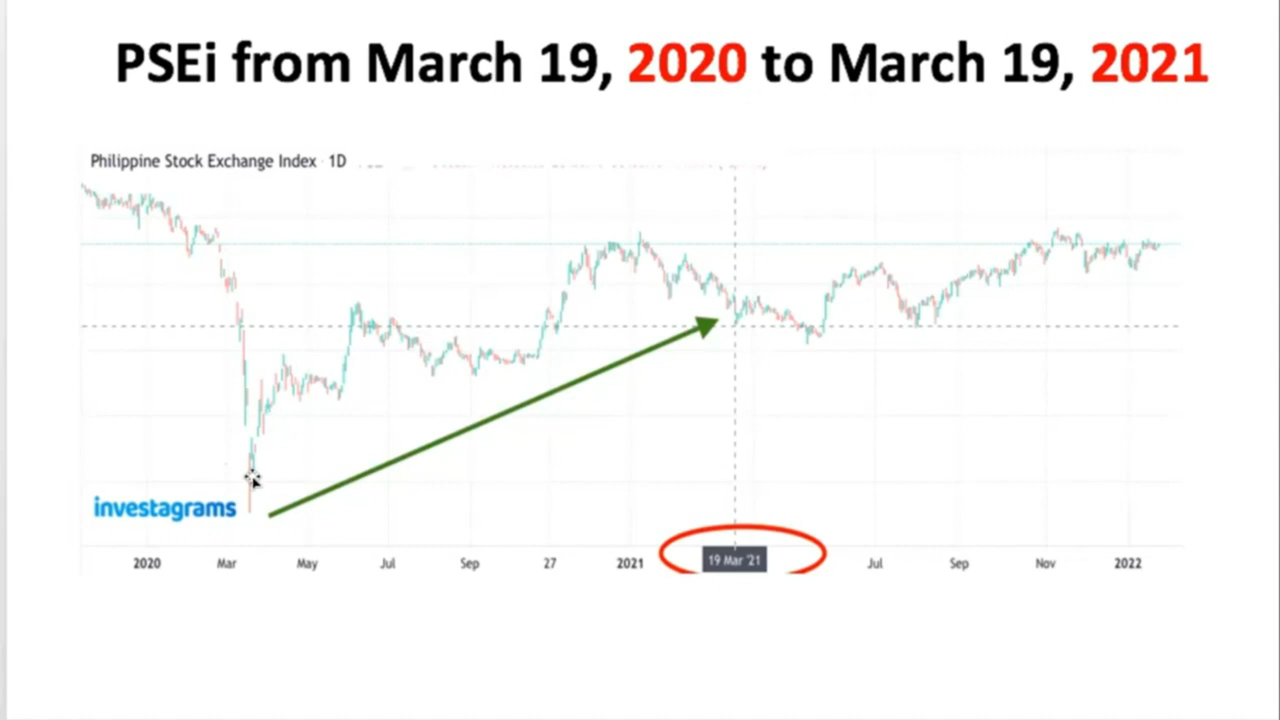 PSEi from March 19, 2020 to March 19, 2021
Philippine Stock Exchange Index · 1D
investagrams
2020 Mar May Jul Sep 27 2021 19 Mar '21 Jul Sep Nov 2022